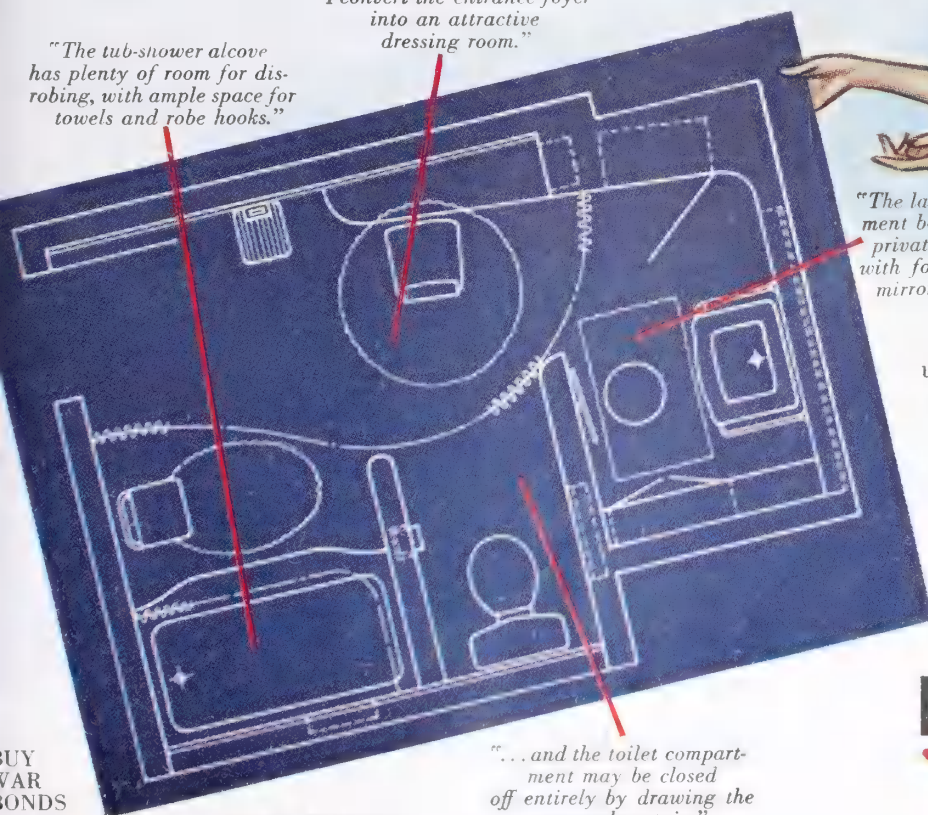 into an attractive
dressing room."
"The tub-shower alcove
has plenty of room for dis-
robing, with ample space for
towels and robe hooks."
"The la
ment b
privat
with fo
mirro
u
"...and the toilet compart-
ment may be closed
off entirely by drawing the
BUY
WAR
BONDS